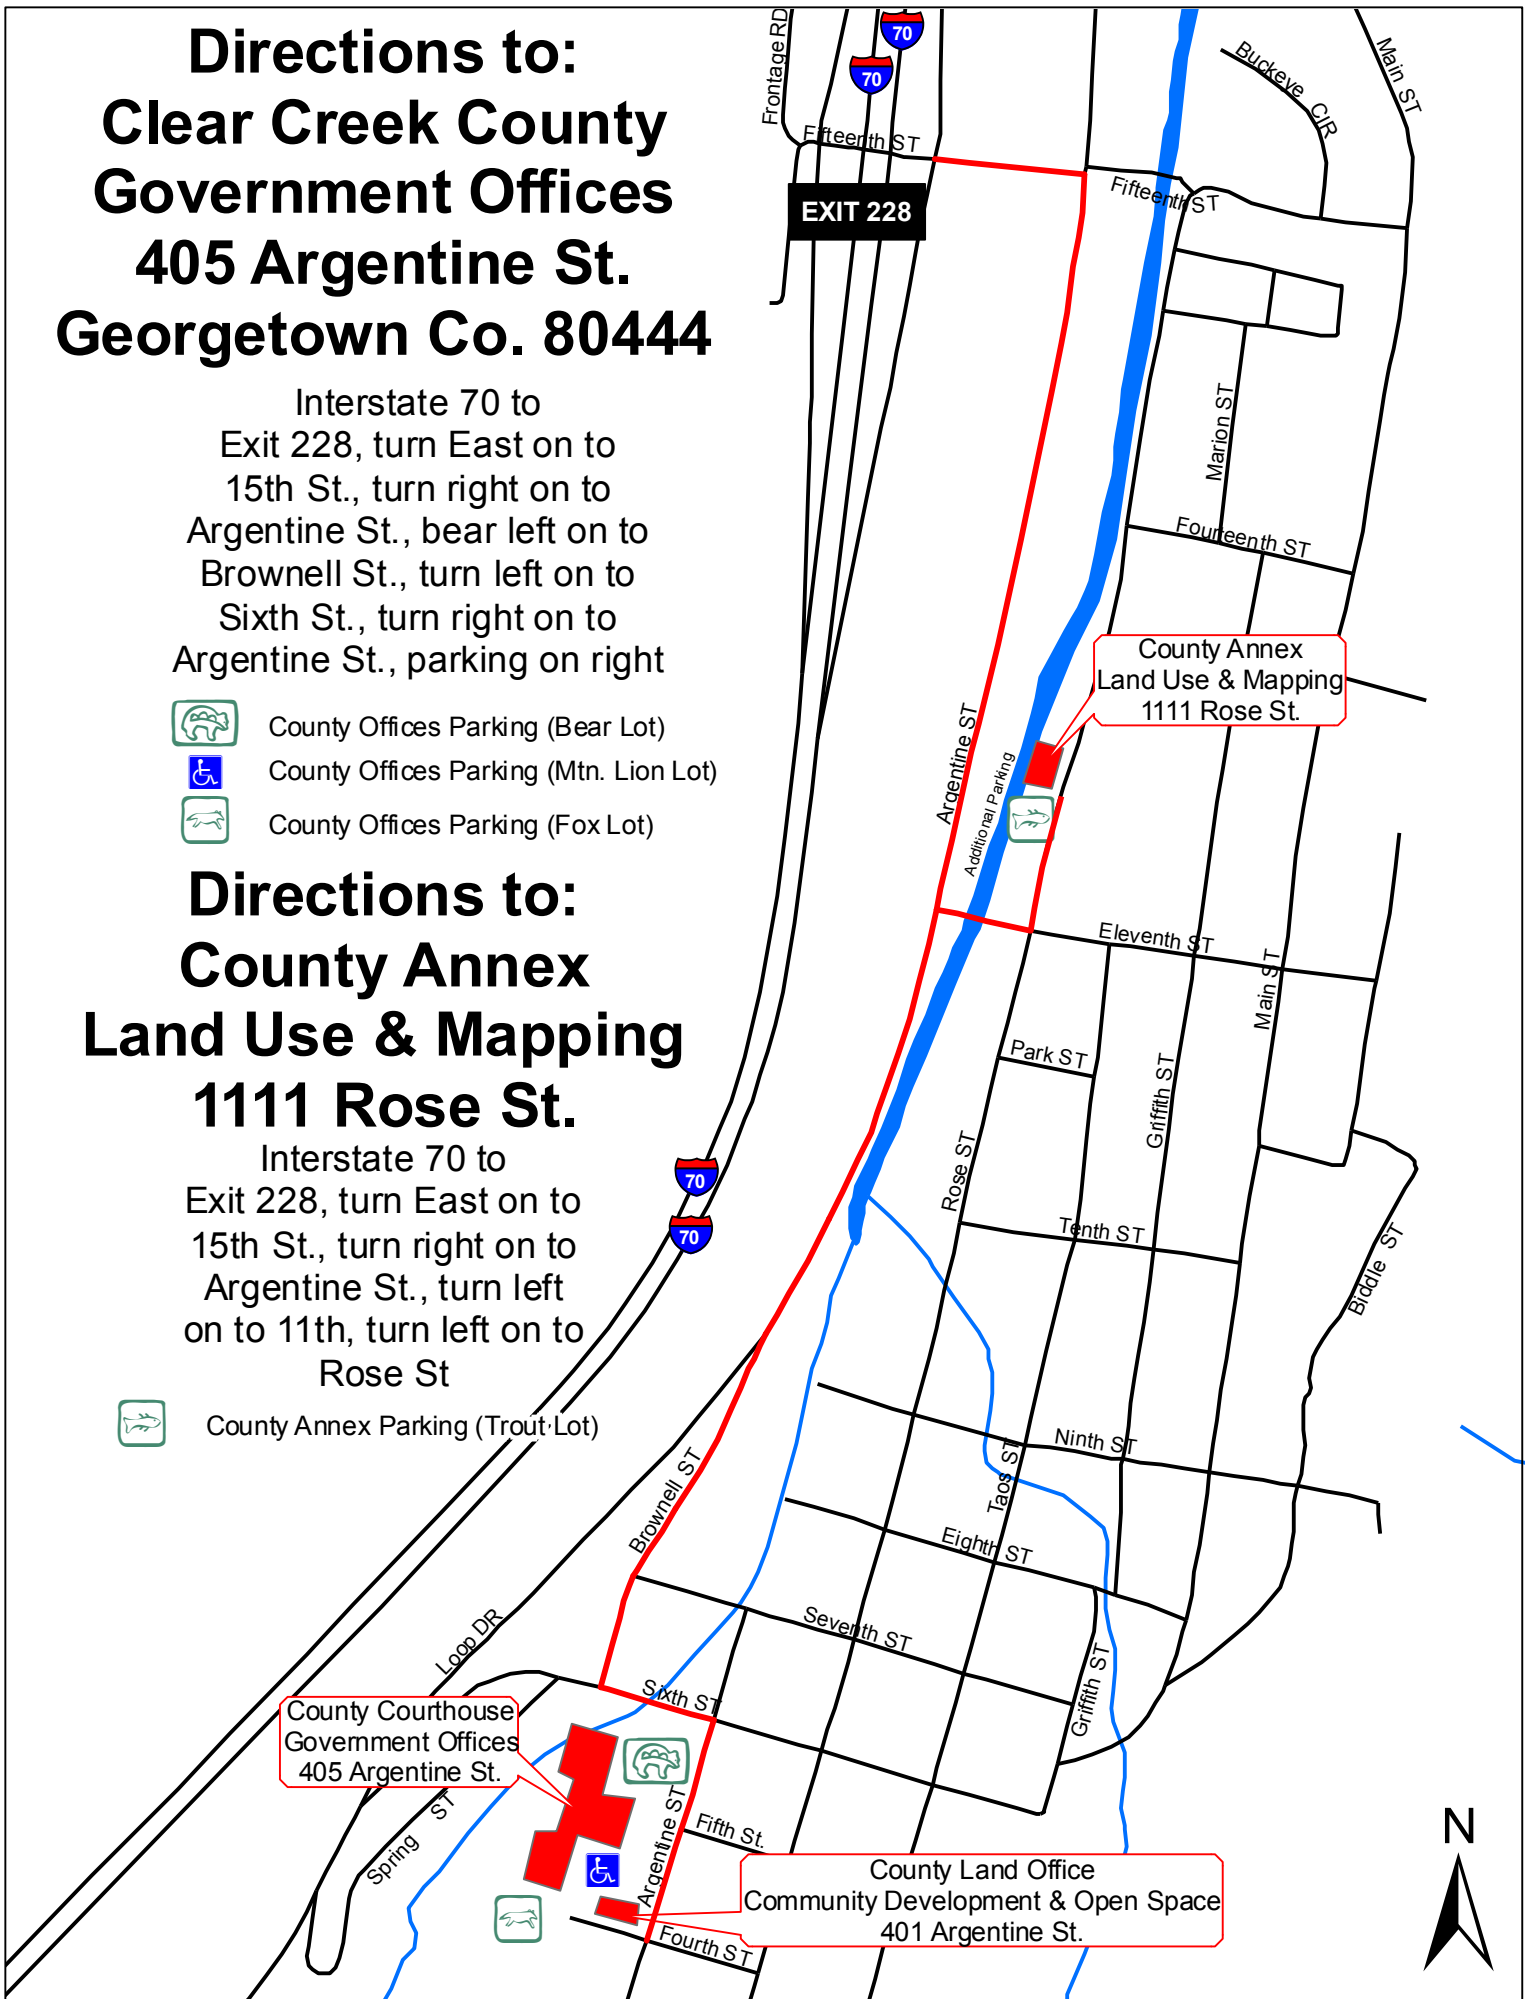 Directions to:
Clear Creek County
Government Offices
405 Argentine St.
Georgetown Co. 80444
Interstate 70 to
Exit 228, turn East on to
15th St., turn right on to
Argentine St., bear left on to
Brownell St., turn left on to
Sixth St., turn right on to
Argentine St., parking on right
County Offices Parking (Bear Lot)
County Offices Parking (Mtn. Lion Lot)
County Offices Parking (Fox Lot)
Directions to:
County Annex
Land Use & Mapping
1111 Rose St.
Interstate 70 to
Exit 228, turn East on to
15th St., turn right on to
Argentine St., turn left
on to 11th, turn left on to
Rose St
County Annex Parking (Trout Lot)
Frontage RD
70
70
Fifteenth ST
EXIT 228
Buckeye CIR
Main ST
Fifteenth ST
Marion ST
Fourteenth ST
County Annex
Land Use & Mapping
1111 Rose St.
Argentine ST
Additional Parking
Eleventh ST
Main ST
Park ST
Griffith ST
Rose ST
70
70
Tenth ST
Biddle ST
Ninth ST
Taos ST
Brownell ST
Eighth ST
Seventh ST
Loop DR
Griffith ST
Sixth ST
County Courthouse
Government Offices
405 Argentine St.
Spring ST
Argentine ST
Fifth St.
County Land Office
Community Development & Open Space
401 Argentine St.
Fourth ST
N